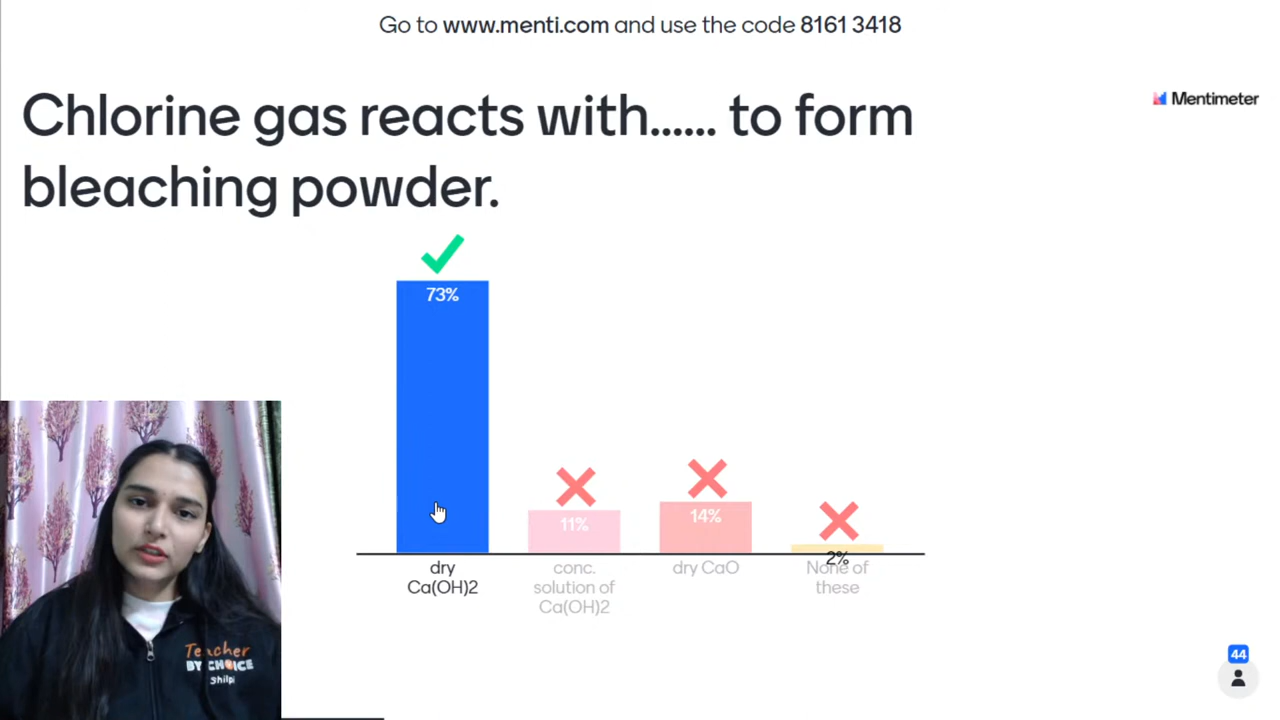 Go to www.menti.com and use the code 8161 3418
Mentimeter
Chlorine gas reacts with...... to form
bleaching powder.
73%
11%
14%
2%
dry
Ca(OH)2
conc.
solution of
Ca(OH)2
dry CaO
None of
these
Teacher
BY CHOICE
Shilpi
44